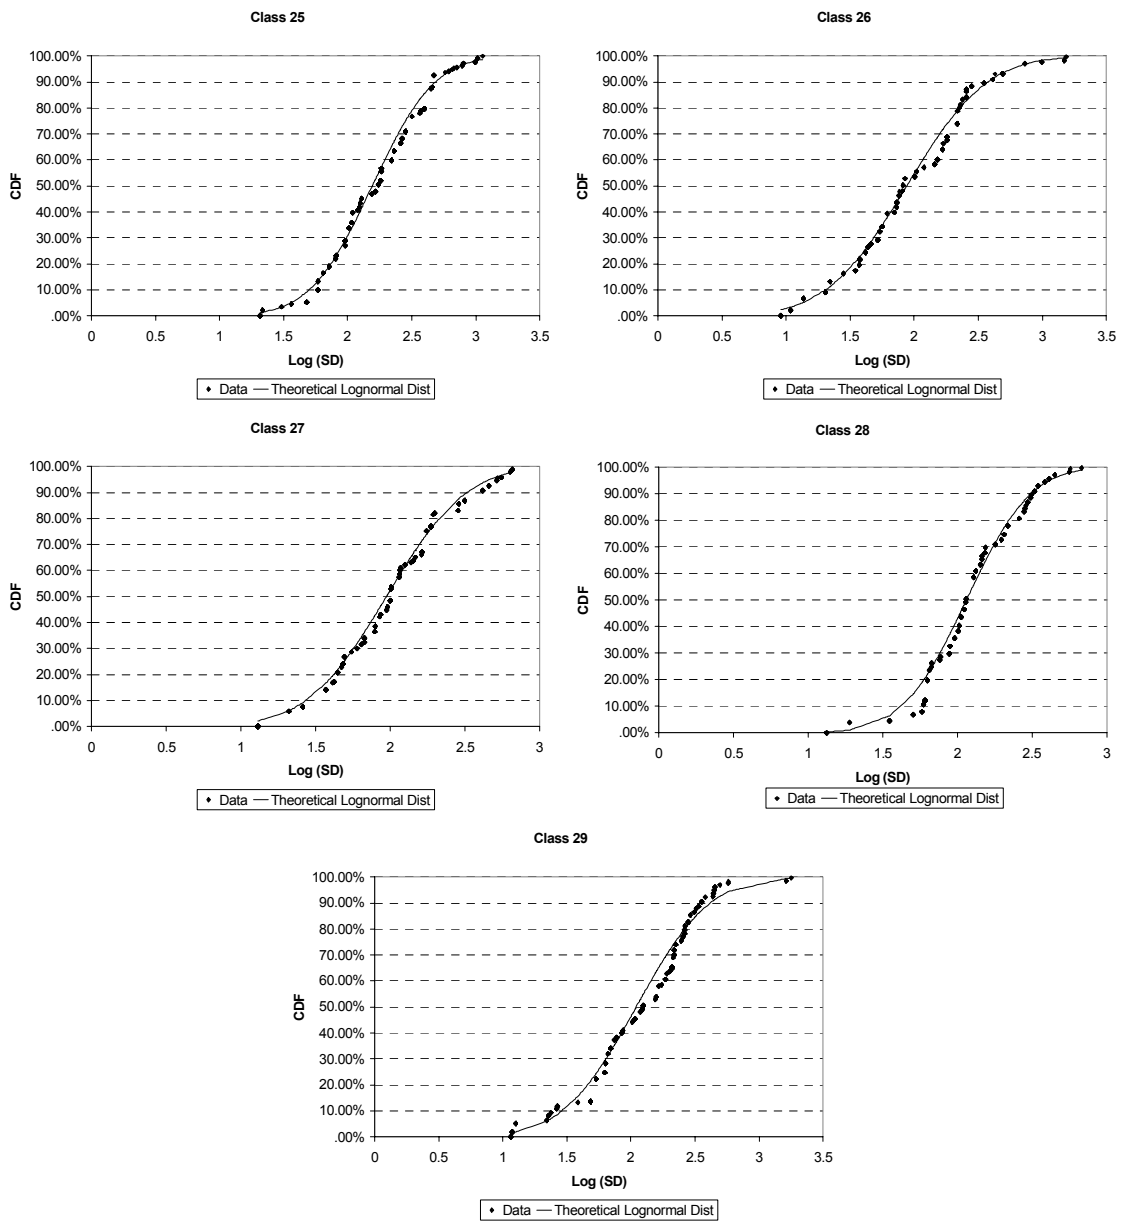 Class 25
100.00%
90.00%
80.00%
70.00%
60.00%
50.00%
40.00%
30.00%
20.00%
10.00%
.00%
CDF
0 0.5 1 1.5 2 2.5 3 3.5
Log (SD)
Data Theoretical Lognormal Dist
Class 26
100.00%
90.00%
80.00%
70.00%
60.00%
50.00%
40.00%
30.00%
20.00%
10.00%
.00%
CDF
0 0.5 1 1.5 2 2.5 3 3.5
Log (SD)
Data Theoretical Lognormal Dist
Class 27
100.00%
90.00%
80.00%
70.00%
60.00%
50.00%
40.00%
30.00%
20.00%
10.00%
.00%
CDF
0 0.5 1 1.5 2 2.5 3
Log (SD)
Data Theoretical Lognormal Dist
Class 28
100.00%
90.00%
80.00%
70.00%
60.00%
50.00%
40.00%
30.00%
20.00%
10.00%
.00%
CDF
0 0.5 1 1.5 2 2.5 3
Log (SD)
Data Theoretical Lognormal Dist
Class 29
100.00%
90.00%
80.00%
70.00%
60.00%
50.00%
40.00%
30.00%
20.00%
10.00%
.00%
CDF
0 0.5 1 1.5 2 2.5 3 3.5
Log (SD)
Data Theoretical Lognormal Dist